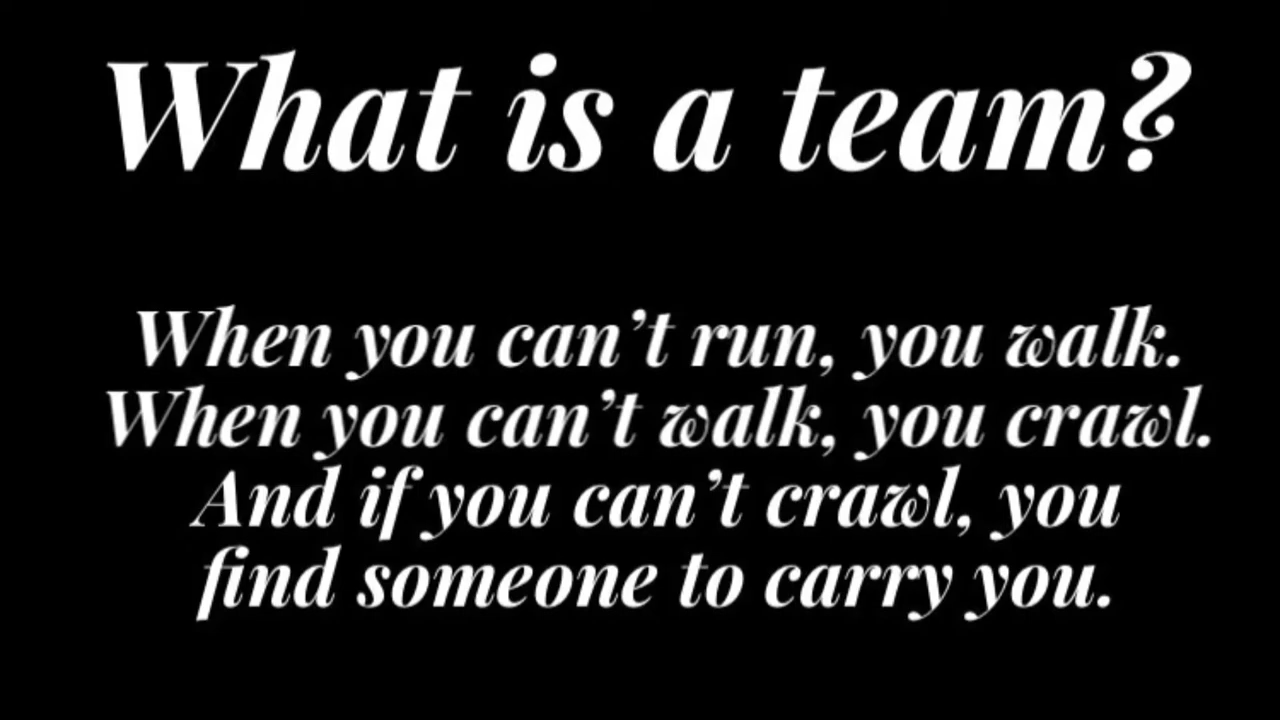 What is a team?
When you can’t run, you walk.
When you can’t walk, you crawl.
And if you can’t crawl, you
find someone to carry you.